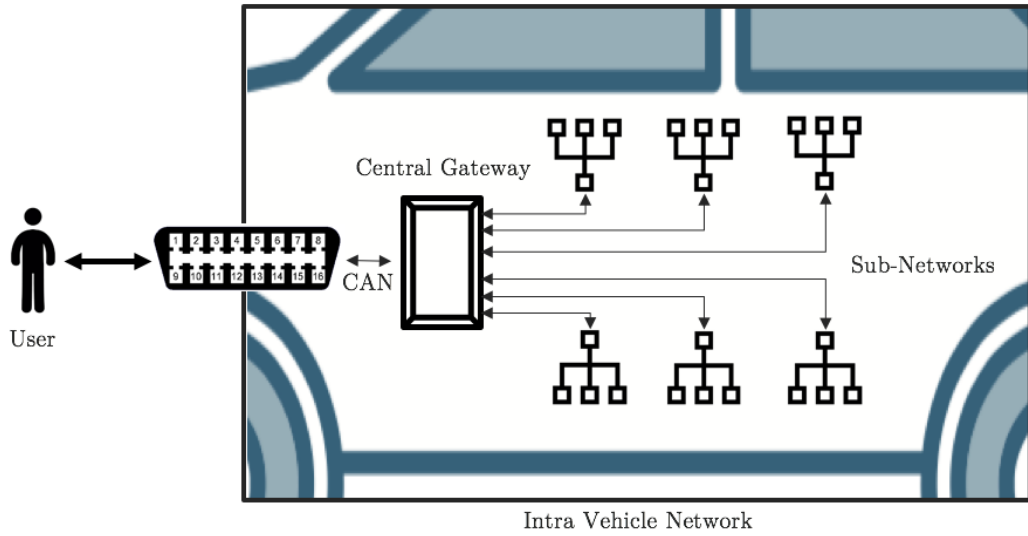 Central Gateway
1 2 3 4 5 6 7 8
9 10 11 12 13 14 15 16
CAN
Sub-Networks
User
Intra Vehicle Network